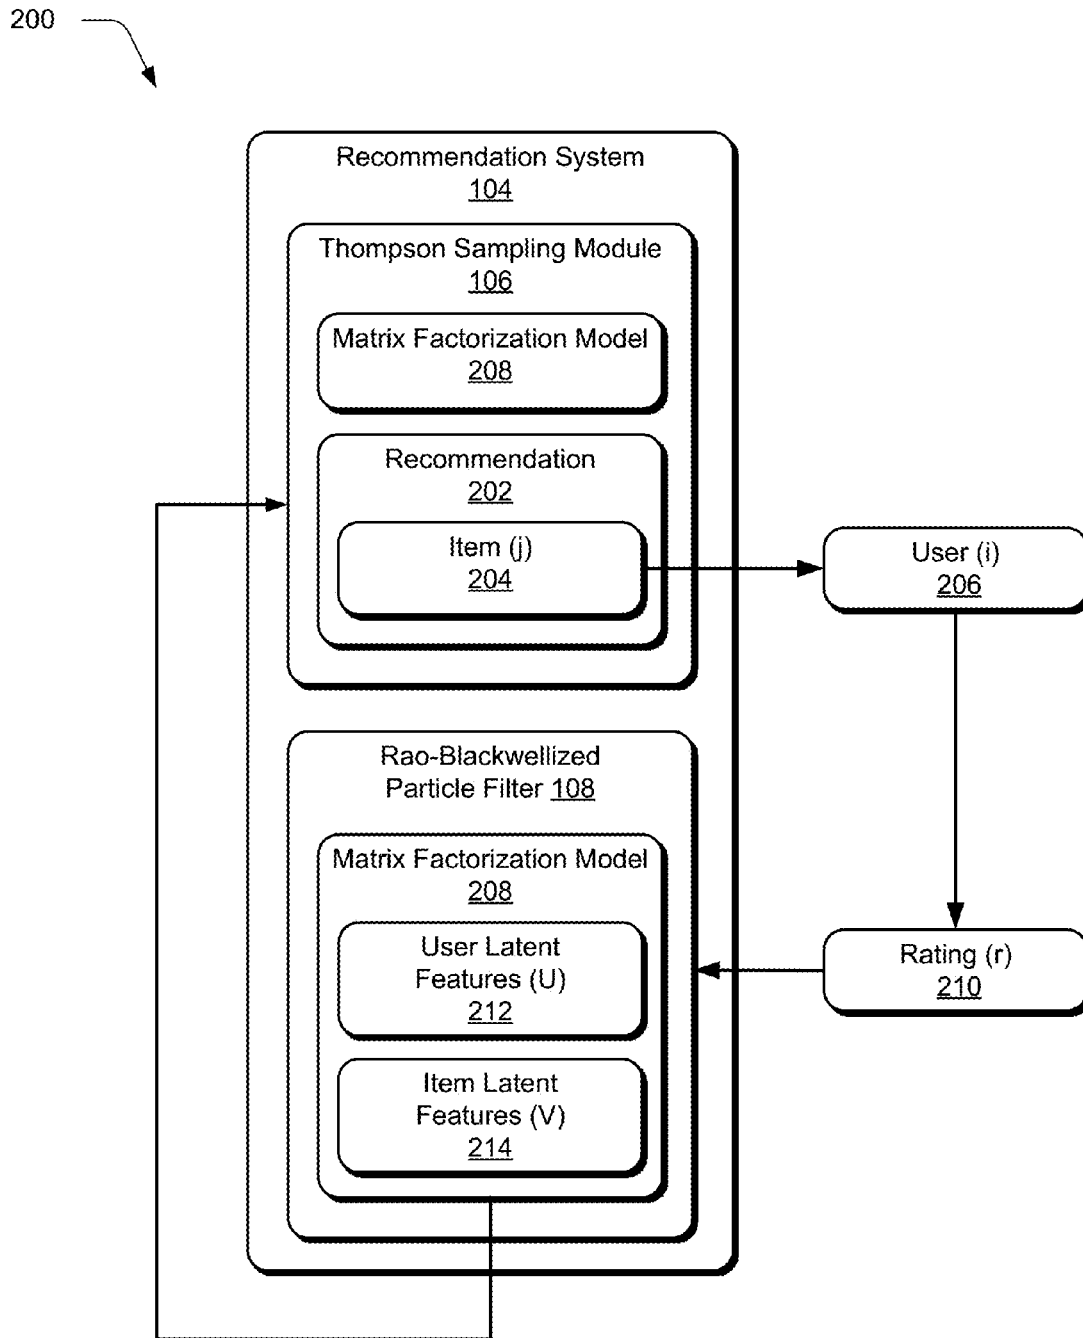 200
Recommendation System
104
Thompson Sampling Module
106
Matrix Factorization Model
208
Recommendation
202
Item (j)
204
User (i)
206
Rao-Blackwellized
Particle Filter 108
Matrix Factorization Model
208
User Latent
Features (U)
212
Item Latent
Features (V)
214
Rating (r)
210